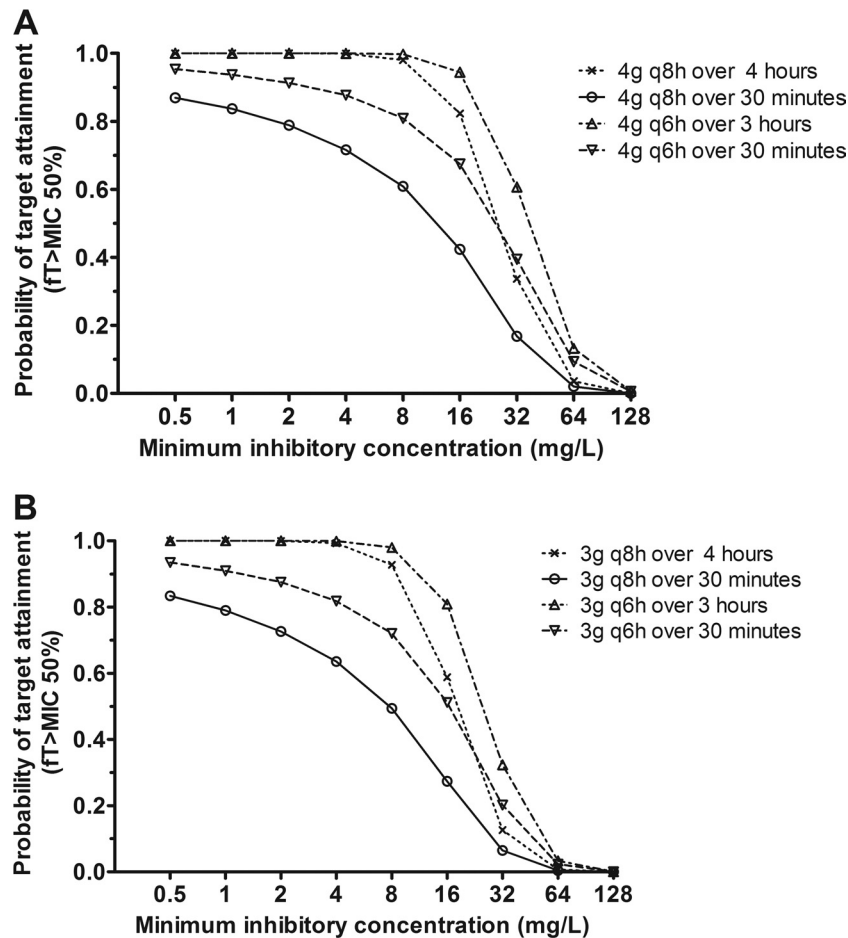 A
Probability of target attainment
(fT>MIC 50%)
1.0
0.8
0.6
0.4
0.2
0.0
0.5 1 2 4 8 16 32 64 128
Minimum inhibitory concentration (mg/L)
4g q8h over 4 hours
4g q8h over 30 minutes
4g q6h over 3 hours
4g q6h over 30 minutes
B
Probability of target attainment
(fT>MIC 50%)
1.0
0.8
0.6
0.4
0.2
0.0
0.5 1 2 4 8 16 32 64 128
Minimum inhibitory concentration (mg/L)
3g q8h over 4 hours
3g q8h over 30 minutes
3g q6h over 3 hours
3g q6h over 30 minutes